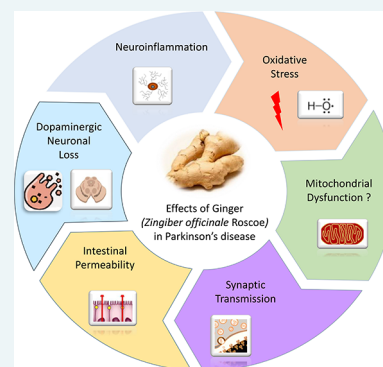 Neuroinflammation
Oxidative
Stress
H-O:
Mitochondrial
Dysfunction ?
Synaptic
Transmission
Intestinal
Permeability
Dopaminergic
Neuronal
Loss
Effects of Ginger
(Zingiber officinale Roscoe)
in Parkinson's disease